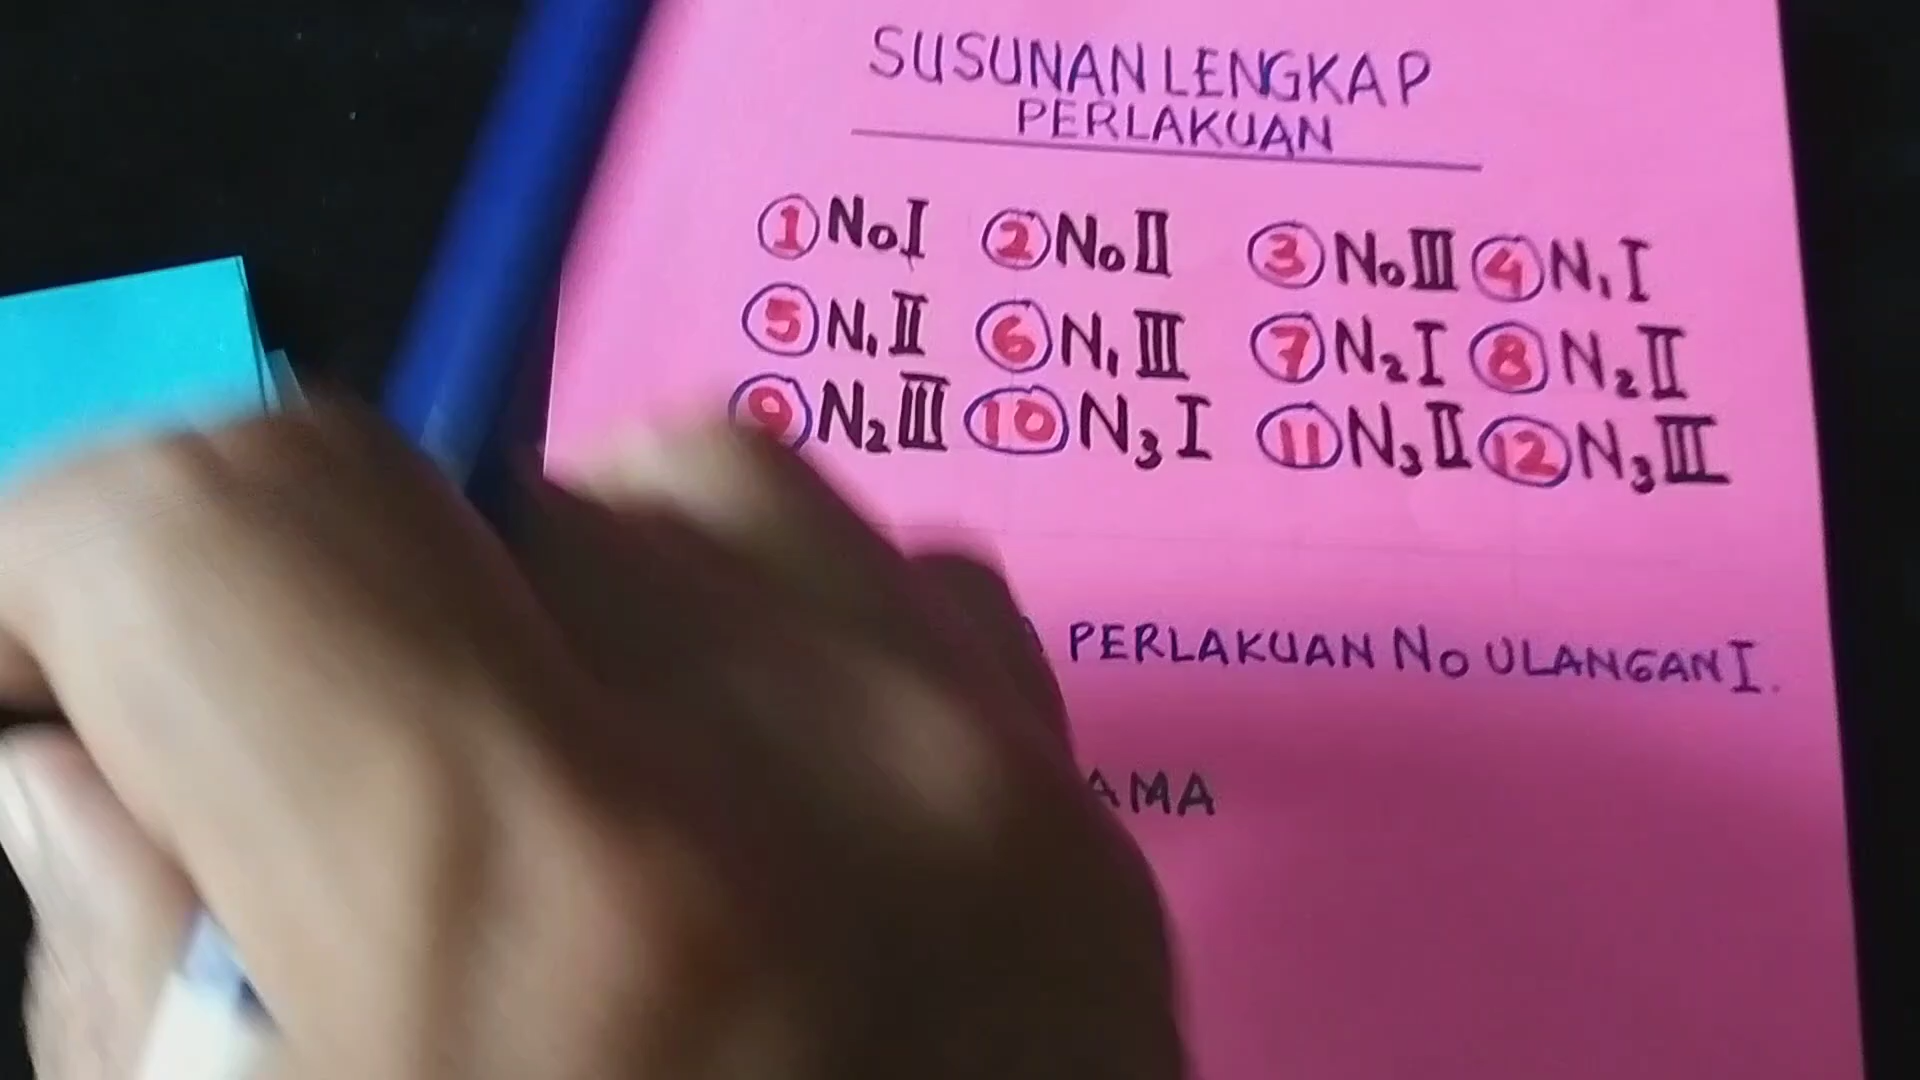 SUSUNAN LENGKAP
PERLAKUAN
1 N₀I 2 N₀II 3 N₀III 4 N₁I
5 N₁II 6 N₁III 7 N₂I 8 N₂II
9 N₂III 10 N₃I 11 N₃II 12 N₃III
PERLAKUAN N₀ ULANGAN I.